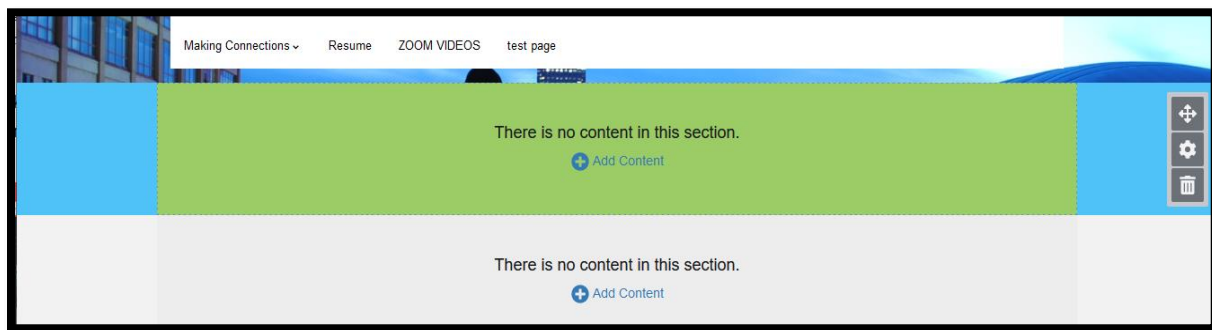 Making Connections Resume ZOOM VIDEOS test page
There is no content in this section.
Add Content
There is no content in this section.
Add Content